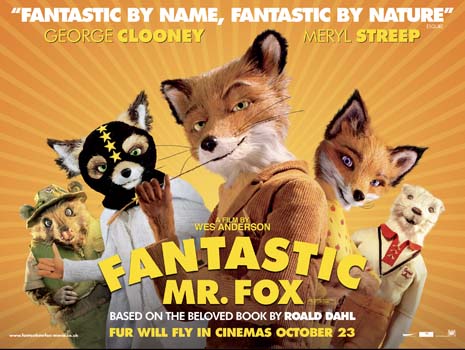 "FANTASTIC BY NAME, FANTASTIC BY NATURE"
GEORGE CLOONEY
MERYL STREEP
A FILM BY
WES ANDERSON
FANTASTIC
MR. FOX
BASED ON THE BELOVED BOOK BY ROALD DAHL
FUR WILL FLY IN CINEMAS OCTOBER 23